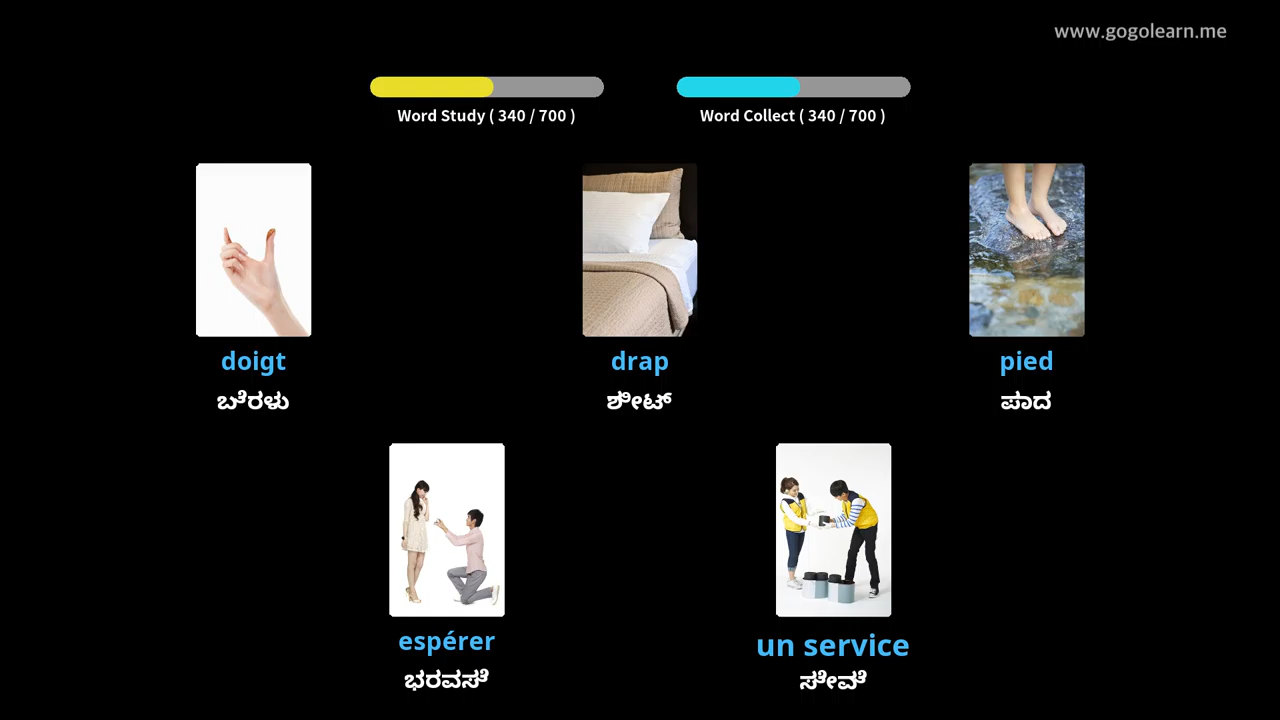 www.gogolearn.me
Word Study ( 340 / 700 )
Word Collect ( 340 / 700 )
doigt
drap
pied
ಬೆರಳು
ಶೀಟ್
ಪಾದ
espérer
un service
ಭರವಸೆ
ಸೇವೆ